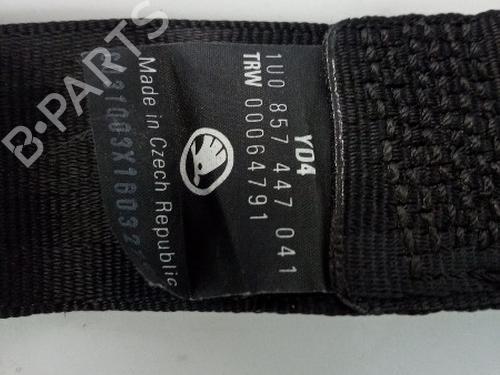 YD4
1U0 857 447 041
TRW 00064791
Made in Czech Republic
B-PARTS